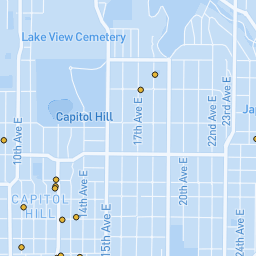 Lake View Cemetery
23rd Ave E
17th Ave E
Capitol Hill
Ja
22nd Ave E
10th Ave E
20th Ave E
CAPITOL
HILL
14th Ave E
15th Ave E
24th Ave E